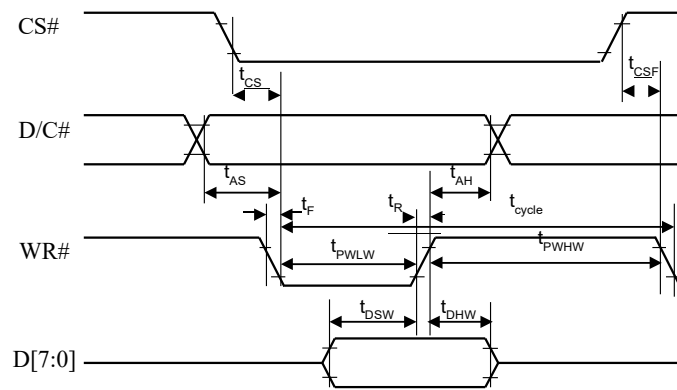 CS#
t_CS
t_CSF
D/C#
t_AS
t_AH
t_F
t_R
t_cycle
WR#
t_PWLW
t_PWHW
t_DSW
t_DHW
D[7:0]